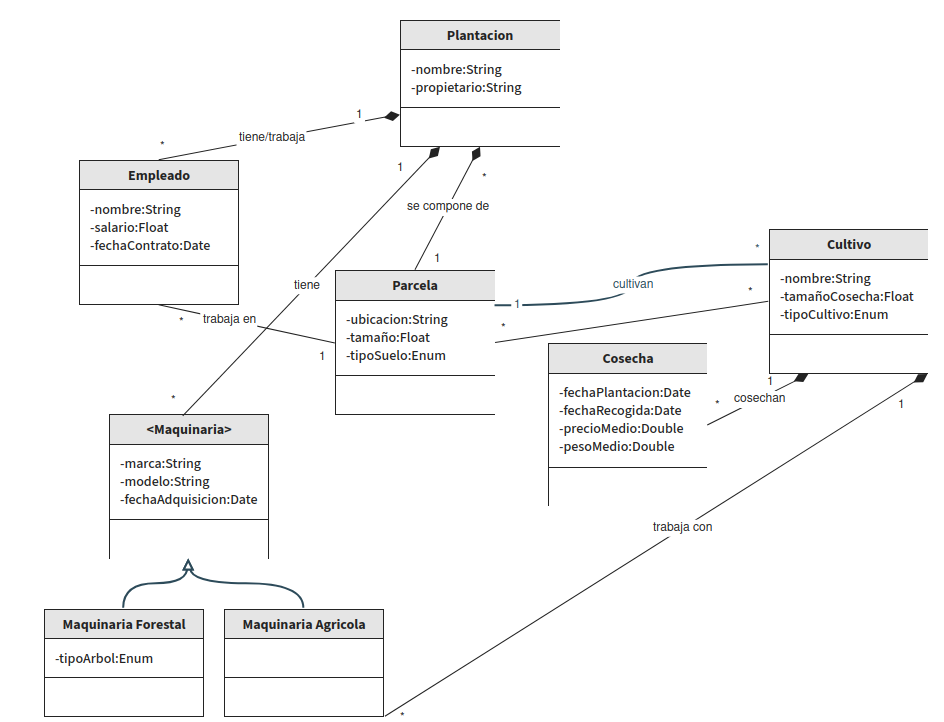 Plantacion
-nombre:String
-propietario:String
1
tiene/trabaja
*
1
*
se compone de
1
Empleado
-nombre:String
-salario:Float
-fechaContrato:Date
*
trabaja en
1
tiene
*
Parcela
-ubicacion:String
-tamaño:Float
-tipoSuelo:Enum
1
cultivan
*
*
*
Cultivo
-nombre:String
-tamañoCosecha:Float
-tipoCultivo:Enum
1
cosechan
*
1
Cosecha
-fechaPlantacion:Date
-fechaRecogida:Date
-precioMedio:Double
-pesoMedio:Double
trabaja con
<Maquinaria>
-marca:String
-modelo:String
-fechaAdquisicion:Date
Maquinaria Forestal
-tipoArbol:Enum
Maquinaria Agricola
*